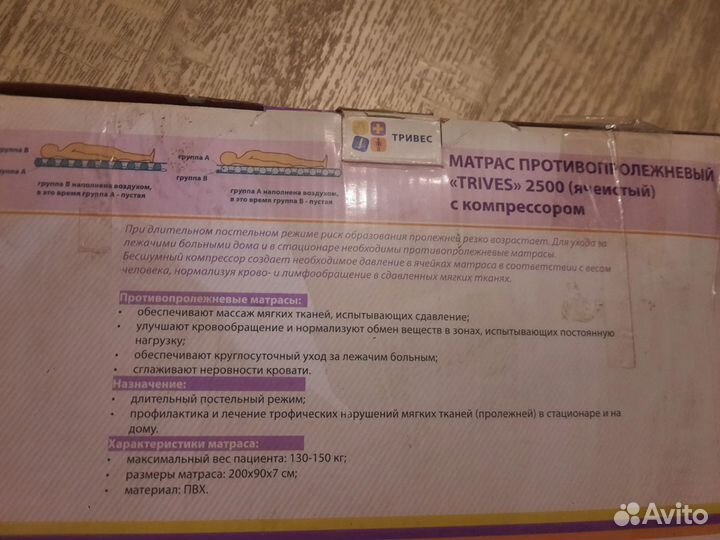 ТРИВЕС
МАТРАС ПРОТИВОПРОЛЕЖНЕВЫЙ
«TRIVES» 2500 (ячеистый)
с компрессором
группа В
группа А
группа В наполнена воздухом,
в это время группа А - пустая
группа А
группа В
группа А наполнена воздухом,
в это время группа В - пустая
При длительном постельном режиме риск образования пролежней резко возрастает. Для ухода за
лежачими больными дома и в стационаре необходимы противопролежневые матрасы.
Бесшумный компрессор создает необходимое давление в ячейках матраса в соответствии с весом
человека, нормализуя крово- и лимфообращение в сдавленных мягких тканях.
Противопролежневые матрасы:
• обеспечивают массаж мягких тканей, испытывающих сдавление;
• улучшают кровообращение и нормализуют обмен веществ в зонах, испытывающих постоянную
нагрузку;
• обеспечивают круглосуточный уход за лежачим больным;
• сглаживают неровности кровати.
Назначение:
• длительный постельный режим;
• профилактика и лечение трофических нарушений мягких тканей (пролежней) в стационаре и на
дому.
Характеристики матраса:
• максимальный вес пациента: 130-150 кг;
• размеры матраса: 200х90х7 см;
• материал: ПВХ.
Avito